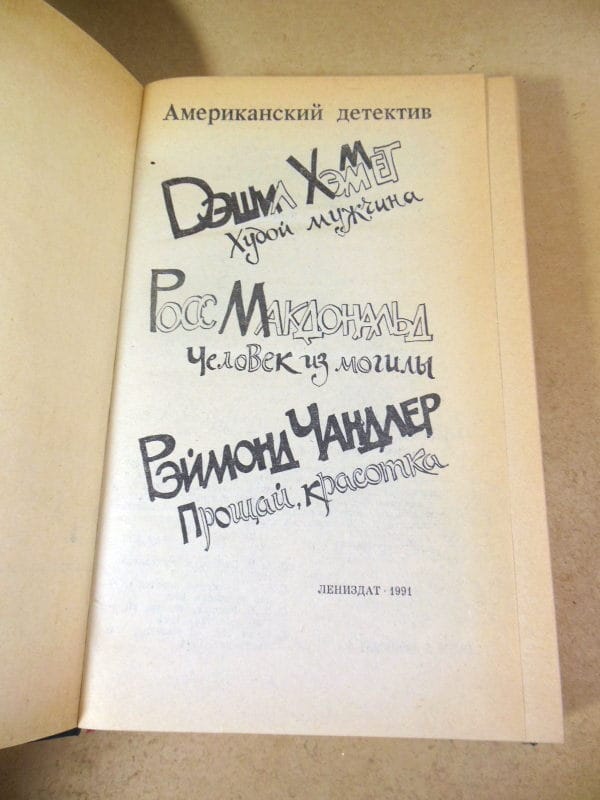 Американский детектив
Дэшил Хэммет
Худой мужчина
Росс Макдональд
Человек из могилы
Рэймонд Чандлер
Прощай, красотка
ЛЕНИЗДАТ · 1991